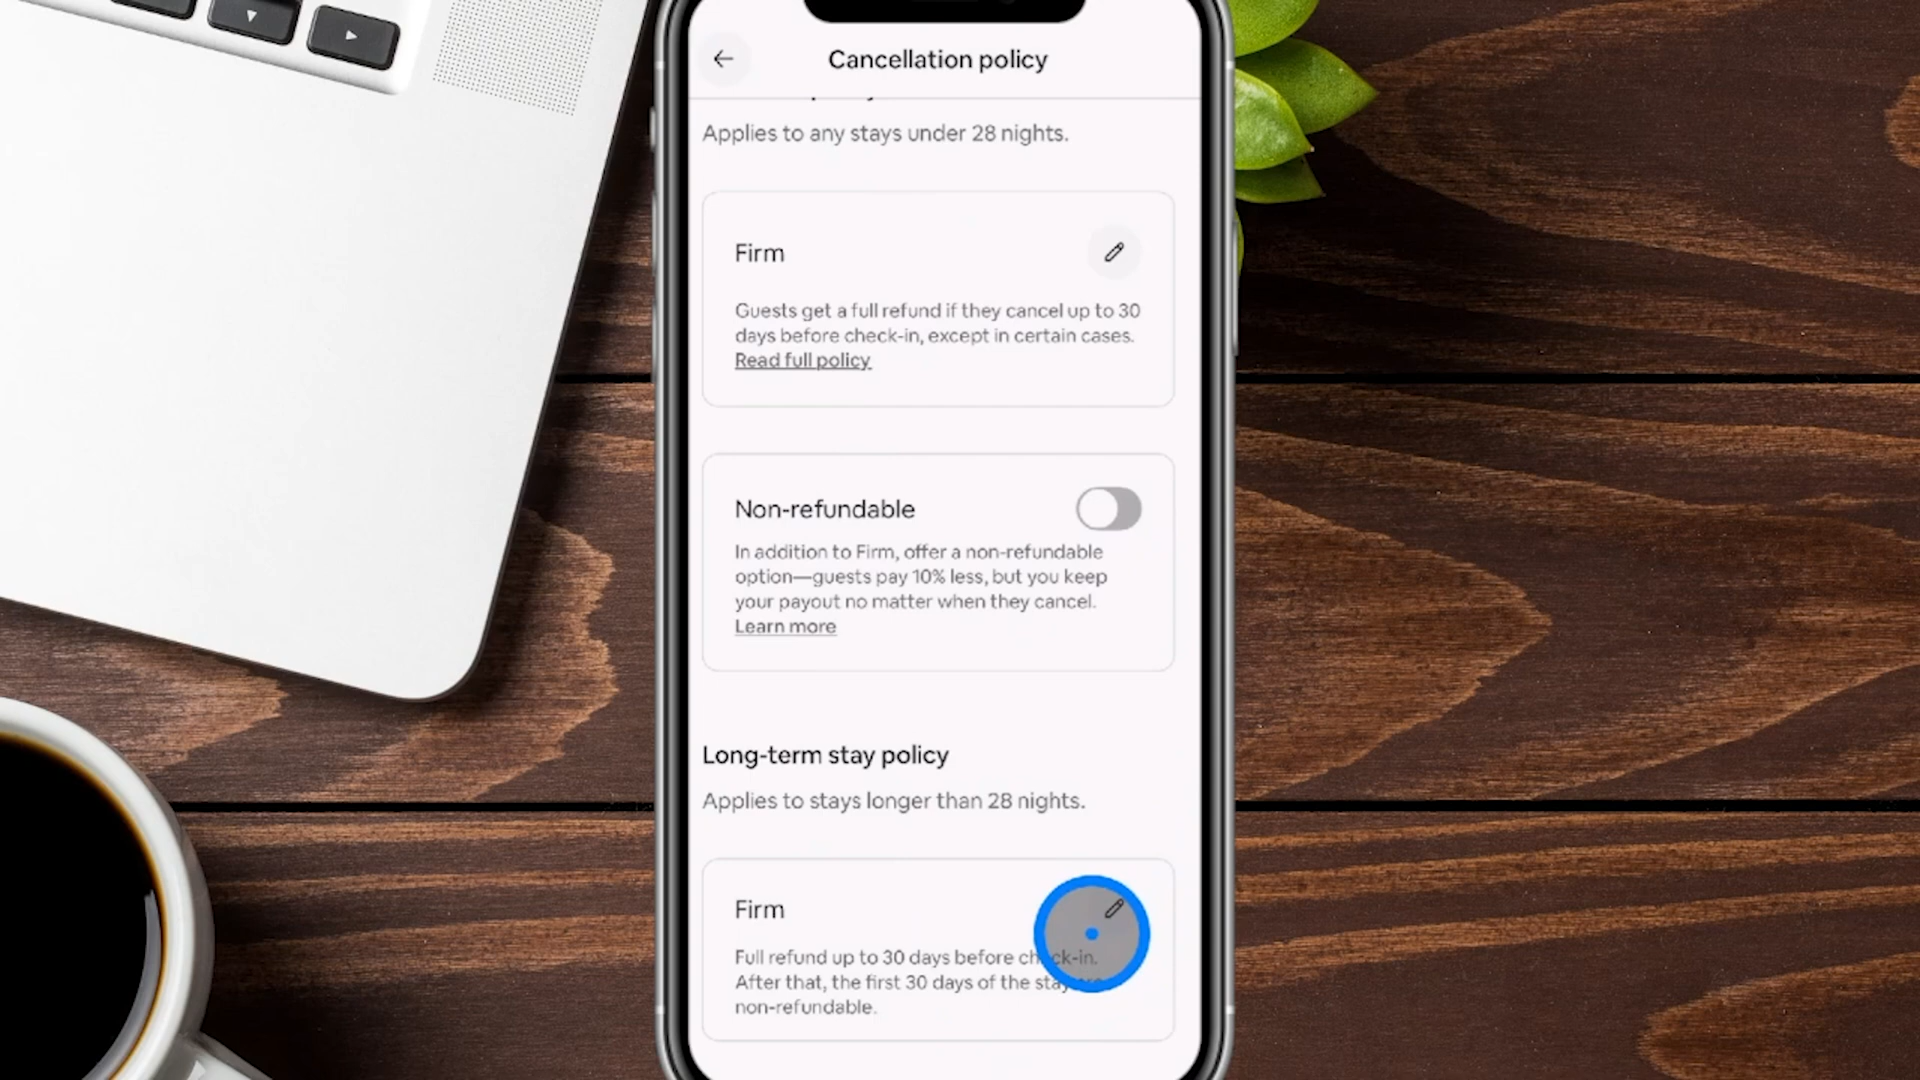 Cancellation policy
Applies to any stays under 28 nights.
Firm
Guests get a full refund if they cancel up to 30
days before check-in, except in certain cases.
Read full policy
Non-refundable
In addition to Firm, offer a non-refundable
option—guests pay 10% less, but you keep
your payout no matter when they cancel.
Learn more
Long-term stay policy
Applies to stays longer than 28 nights.
Firm
Full refund up to 30 days before check-in.
After that, the first 30 days of the stay are
non-refundable.